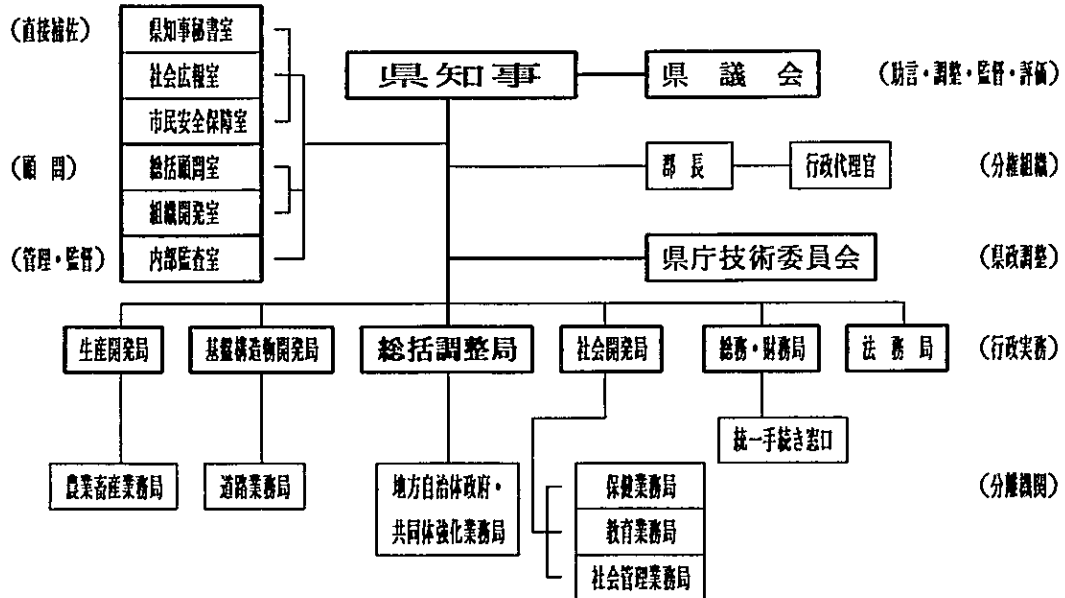 (直接補佐)
県知事秘書室
社会広報室
市民安全保障室
(顧 問)
総括顧問室
組織開発室
(管理・監督)
内部監査室
県知事
県 議 会
(助言・調整・監督・評価)
郡 長
行政代理官
(分権組織)
県庁技術委員会
(県政調整)
生産開発局
基盤構造物開発局
総括調整局
社会開発局
総務・財務局
法 務 局
(行政実務)
統一手続き窓口
農業畜産業務局
道路業務局
地方自治体政府・
共同体強化業務局
保健業務局
教育業務局
社会管理業務局
(分離機関)